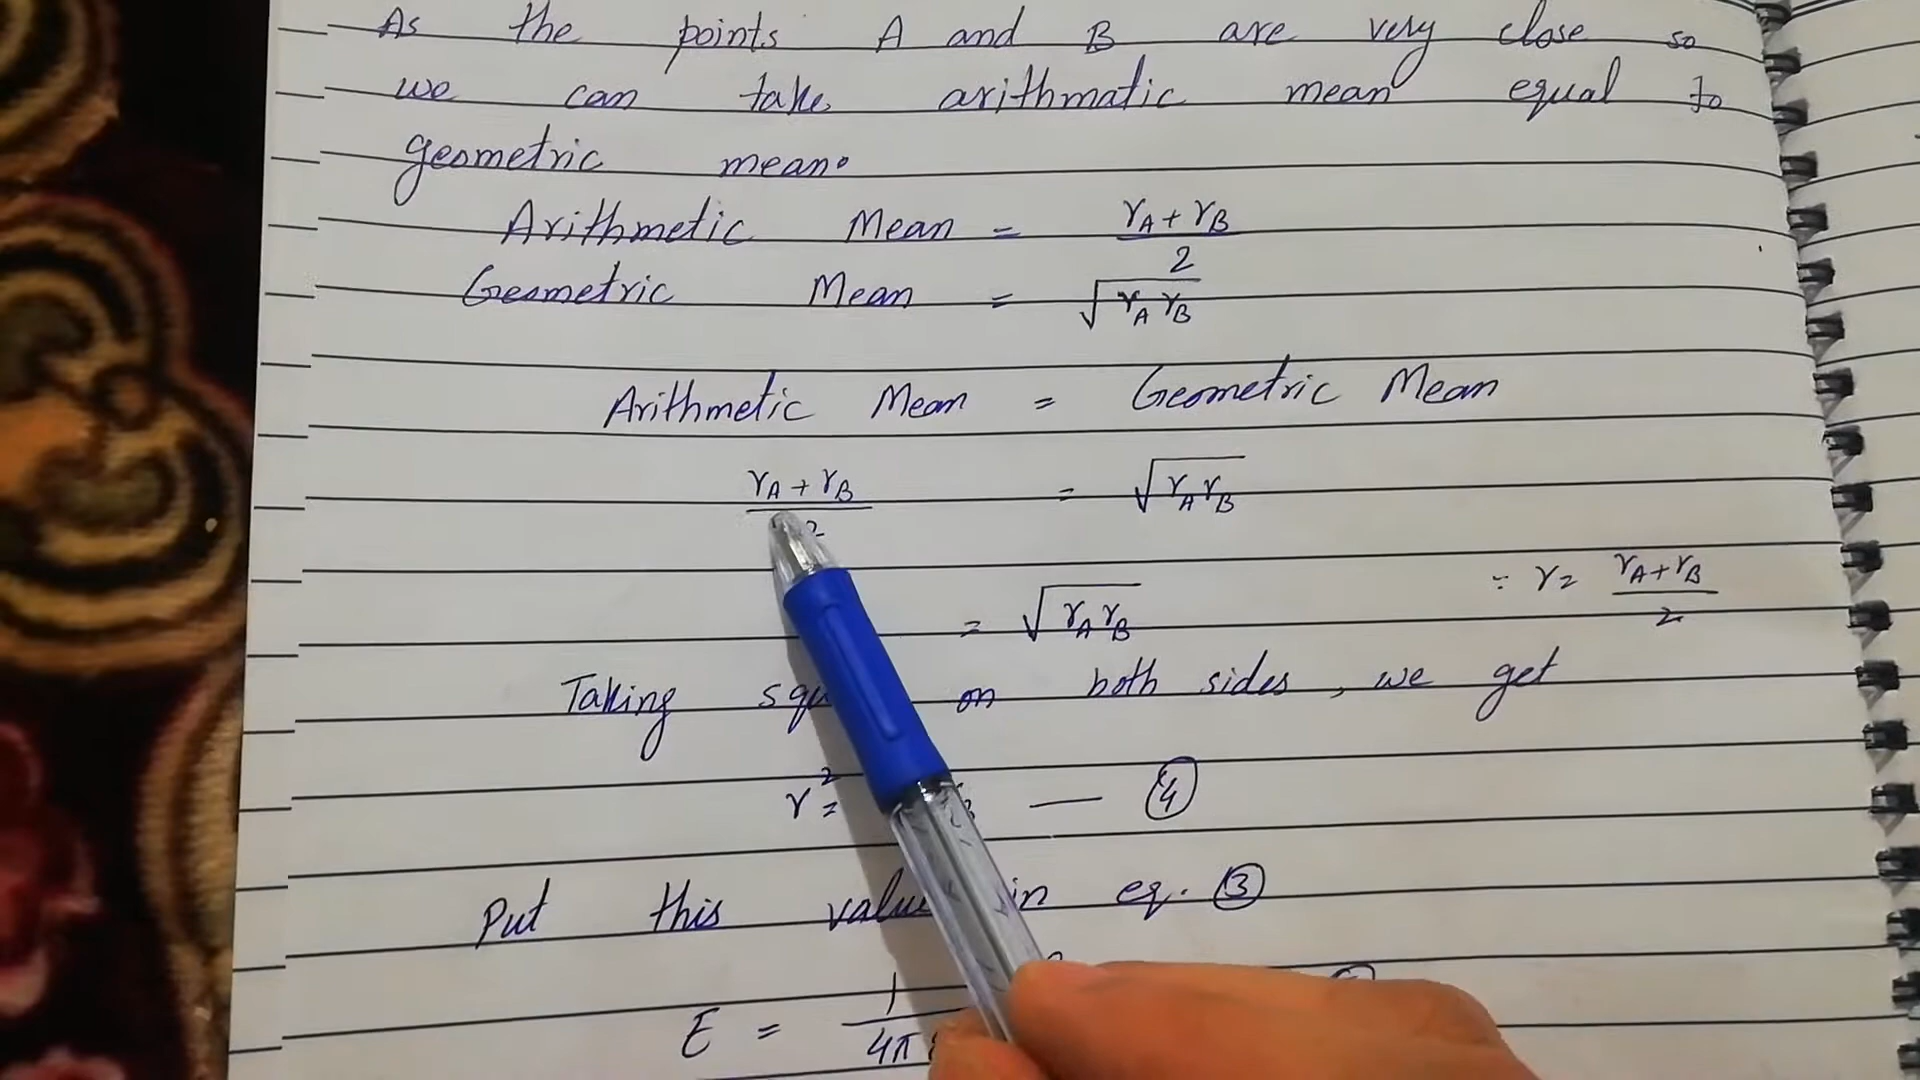 As the points A and B are very close so
we can take arithmatic mean equal to
geometric mean.
Arithmetic Mean = rA + rB / 2
Geometric Mean = √rA rB
Arithmetic Mean = Geometric Mean
rA + rB / 2 = √rA rB
= √rA rB ∵ r = rA + rB / 2
Taking on both sides, we get
r² = — ④
Put this in eq. ③
E = 1 / 4π